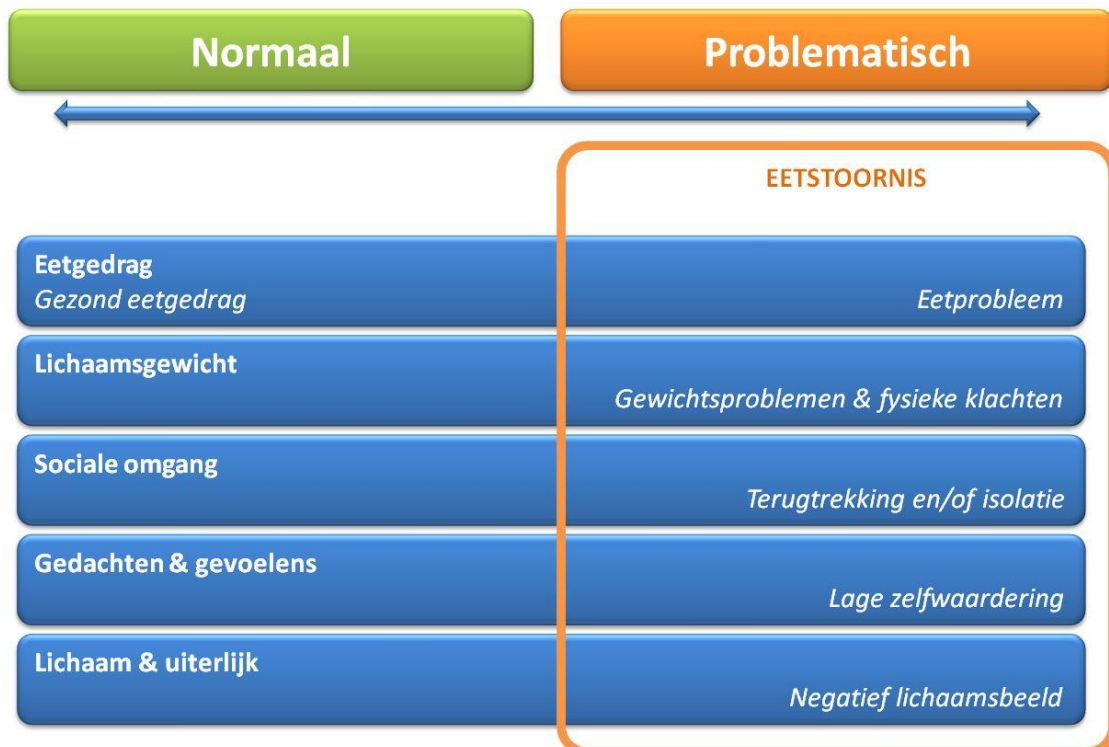 Normaal
Problematisch
EETSTOORNIS
Eetgedrag
Gezond eetgedrag
Eetprobleem
Lichaamsgewicht
Gewichtsproblemen & fysieke klachten
Sociale omgang
Terugtrekking en/of isolatie
Gedachten & gevoelens
Lage zelfwaardering
Lichaam & uiterlijk
Negatief lichaamsbeeld